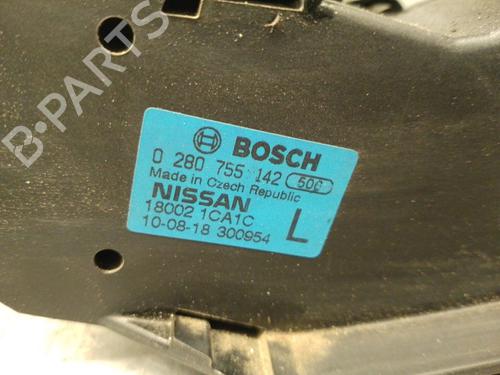 BOSCH
0 280 755 142 500
Made in Czech Republic
NISSAN
18002 1CA1C
10-08-18 300954 L
B-PARTS